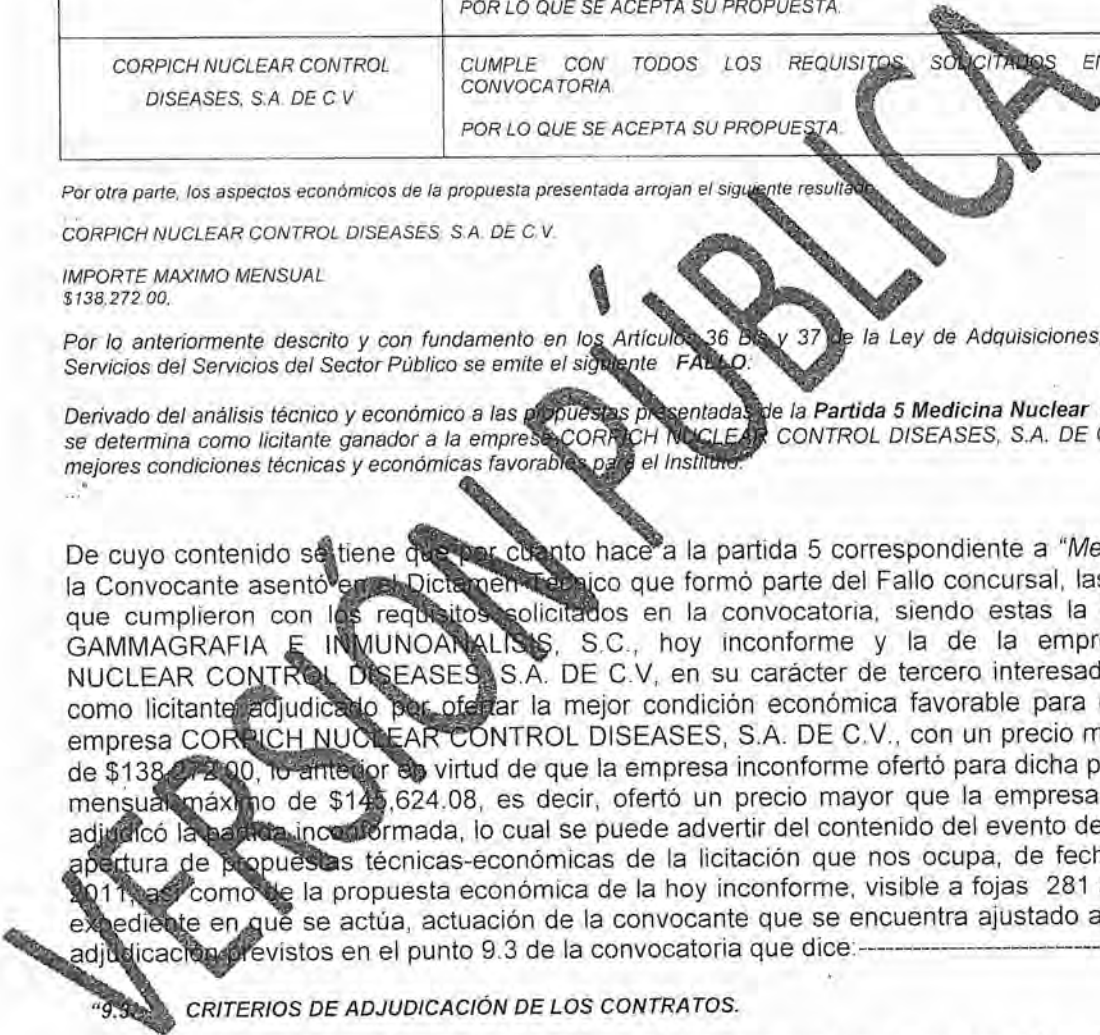 POR LO QUE SE ACEPTA SU PROPUESTA.
CORPICH NUCLEAR CONTROL
DISEASES, S.A. DE C.V
CUMPLE CON TODOS LOS REQUISITOS SOLICITADOS EN
CONVOCATORIA.
POR LO QUE SE ACEPTA SU PROPUESTA.
Por otra parte, los aspectos económicos de la propuesta presentada arrojan el siguiente resultado:
...
CORPICH NUCLEAR CONTROL DISEASES, S.A. DE C.V.
IMPORTE MAXIMO MENSUAL
$138,272.00,
Por lo anteriormente descrito y con fundamento en los Artículos 36 Bis y 37 de la Ley de Adquisiciones,
Servicios del Servicios del Sector Público se emite el siguiente FALLO:
Derivado del análisis técnico y económico a las propuestas presentadas de la Partida 5 Medicina Nuclear
se determina como licitante ganador a la empresa CORPICH NUCLEAR CONTROL DISEASES, S.A. DE
mejores condiciones técnicas y económicas favorables para el Instituto."
..."
De cuyo contenido se tiene que por cuanto hace a la partida 5 correspondiente a "Me
la Convocante asentó en el Dictamen Técnico que formó parte del Fallo concursal, las
que cumplieron con los requisitos solicitados en la convocatoria, siendo estas la
GAMMAGRAFIA E INMUNOANALISIS, S.C., hoy inconforme y la de la empr
NUCLEAR CONTROL DISEASES, S.A. DE C.V, en su carácter de tercero interesad
como licitante adjudicado por ofertar la mejor condición económica favorable para
empresa CORPICH NUCLEAR CONTROL DISEASES, S.A. DE C.V., con un precio m
de $138,272.00, lo anterior en virtud de que la empresa inconforme ofertó para dicha p
mensual máximo de $145,624.08, es decir, ofertó un precio mayor que la empresa
adjudicó la partida inconformada, lo cual se puede advertir del contenido del evento de
apertura de propuestas técnicas-económicas de la licitación que nos ocupa, de fech
2011, así como de la propuesta económica de la hoy inconforme, visible a fojas 281
expediente en que se actúa, actuación de la convocante que se encuentra ajustado a
adjudicación previstos en el punto 9.3 de la convocatoria que dice:------------------------
"9.3. CRITERIOS DE ADJUDICACIÓN DE LOS CONTRATOS.
VERSIÓN PÚBLICA